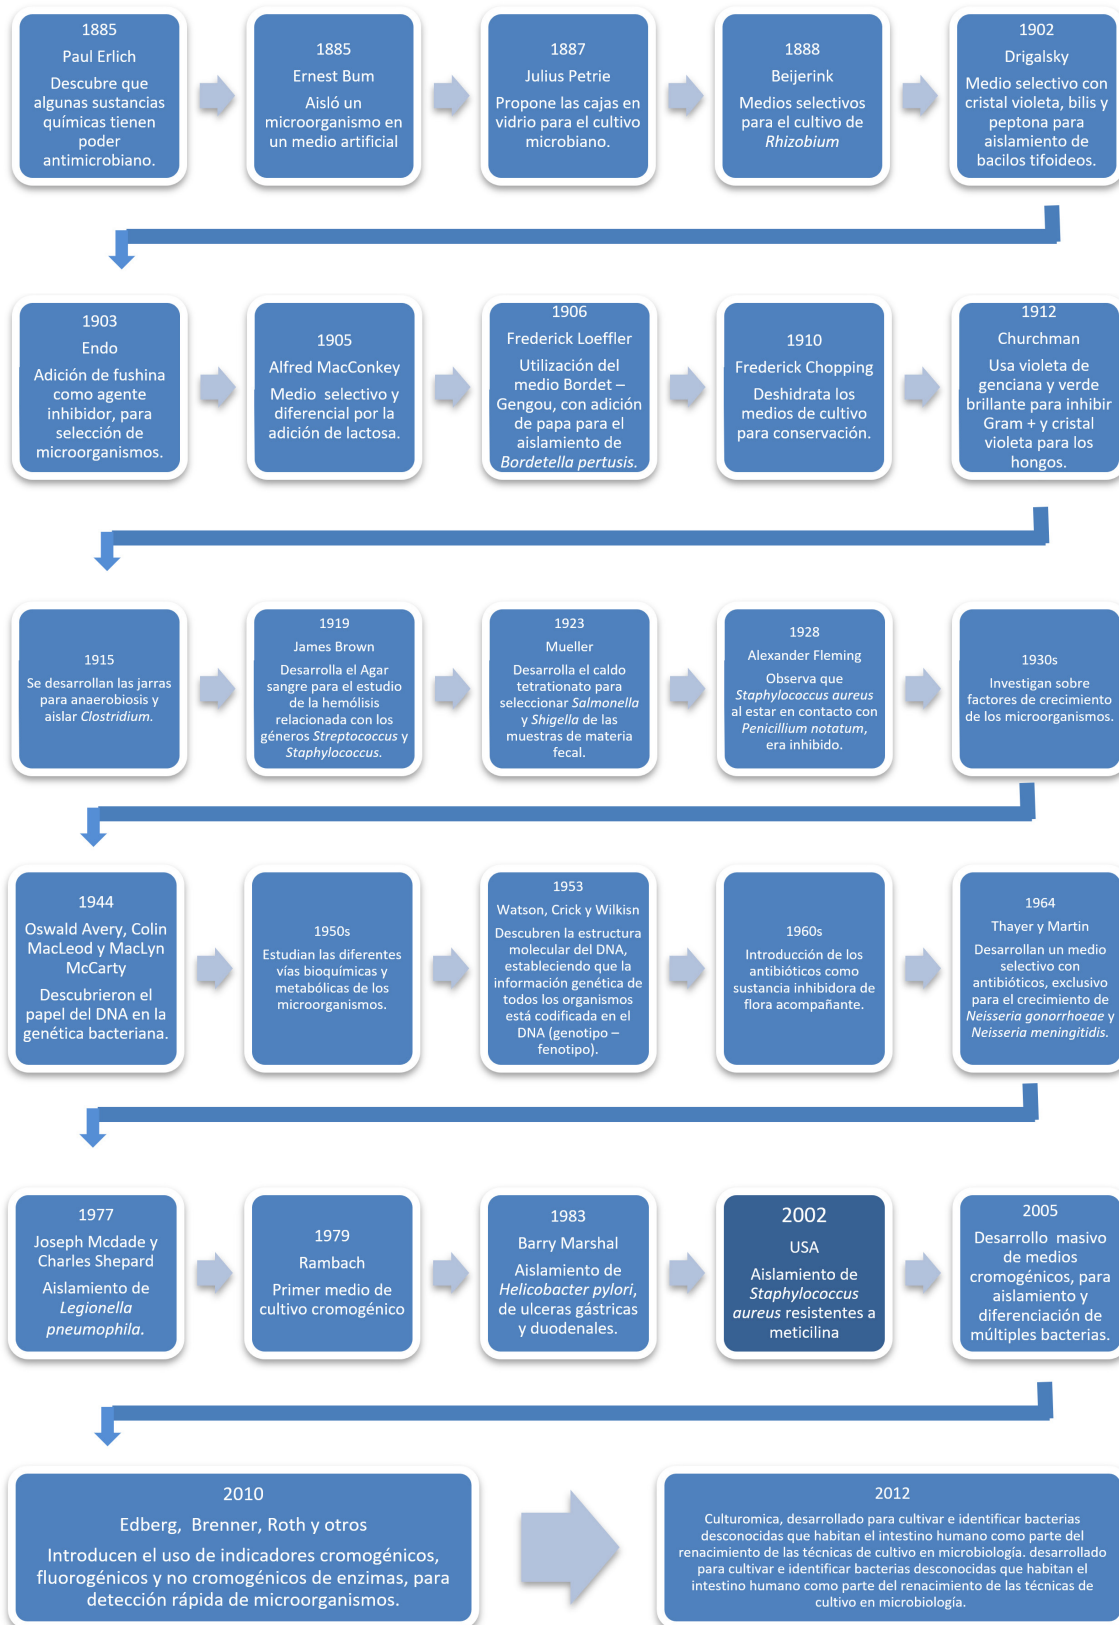 1885
Paul Erlich
Descubre que
algunas sustancias
químicas tienen
poder
antimicrobiano.
1885
Ernest Bum
Aisló un
microorganismo en
un medio artificial
1887
Julius Petrie
Propone las cajas en
vidrio para el cultivo
microbiano.
1888
Beijerink
Medios selectivos
para el cultivo de
Rhizobium
1902
Drigalsky
Medio selectivo con
cristal violeta, bilis y
peptona para
aislamiento de
bacilos tifoideos.
1903
Endo
Adición de fushina
como agente
inhibidor, para
selección de
microorganismos.
1905
Alfred MacConkey
Medio selectivo y
diferencial por la
adición de lactosa.
1906
Frederick Loeffler
Utilización del
medio Bordet –
Gengou, con adición
de papa para el
aislamiento de
Bordetella pertusis.
1910
Frederick Chopping
Deshidrata los
medios de cultivo
para conservación.
1912
Churchman
Usa violeta de
genciana y verde
brillante para inhibir
Gram + y cristal
violeta para los
hongos.
1915
Se desarrollan las jarras
para anaerobiosis y
aislar Clostridium.
1919
James Brown
Desarrolla el Agar
sangre para el estudio
de la hemólisis
relacionada con los
géneros Streptococcus y
Staphylococcus.
1923
Mueller
Desarrolla el caldo
tetrationato para
seleccionar Salmonella
y Shigella de las
muestras de materia
fecal.
1928
Alexander Fleming
Observa que
Staphylococcus aureus
al estar en contacto con
Penicillium notatum,
era inhibido.
1930s
Investigan sobre
factores de crecimiento
de los microorganismos.
1944
Oswald Avery, Colin
MacLeod y MacLyn
McCarty
Descubrieron el
papel del DNA en la
genética bacteriana.
1950s
Estudian las diferentes
vías bioquímicas y
metabólicas de los
microorganismos.
1953
Watson, Crick y Wilkisn
Descubren la estructura
molecular del DNA,
estableciendo que la
información genética de
todos los organismos
está codificada en el
DNA (genotipo –
fenotipo).
1960s
Introducción de los
antibióticos como
sustancia inhibidora de
flora acompañante.
1964
Thayer y Martin
Desarrollan un medio
selectivo con
antibióticos, exclusivo
para el crecimiento de
Neisseria gonorrhoeae y
Neisseria meningitidis.
1977
Joseph Mcdade y
Charles Shepard
Aislamiento de
Legionella
pneumophila.
1979
Rambach
Primer medio de
cultivo cromogénico
1983
Barry Marshal
Aislamiento de
Helicobacter pylori,
de ulceras gástricas
y duodenales.
2002
USA
Aislamiento de
Staphylococcus
aureus resistentes a
meticilina
2005
Desarrollo masivo
de medios
cromogénicos, para
aislamiento y
diferenciación de
múltiples bacterias.
2010
Edberg, Brenner, Roth y otros
Introducen el uso de indicadores cromogénicos,
fluorogénicos y no cromogénicos de enzimas, para
detección rápida de microorganismos.
2012
Culturomica, desarrollado para cultivar e identificar bacterias
desconocidas que habitan el intestino humano como parte del
renacimiento de las técnicas de cultivo en microbiología. desarrollado
para cultivar e identificar bacterias desconocidas que habitan el
intestino humano como parte del renacimiento de las técnicas de
cultivo en microbiología.